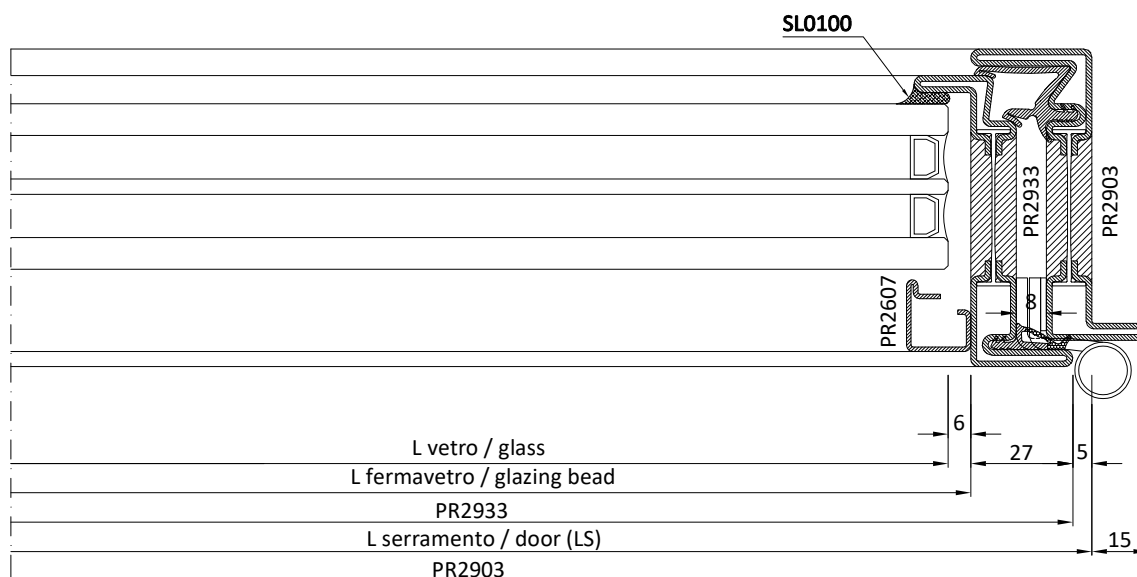 SL0100
PR2933
PR2903
PR2607
8
6
27
5
L vetro / glass
L fermavetro / glazing bead
PR2933
L serramento / door (LS)
15
PR2903